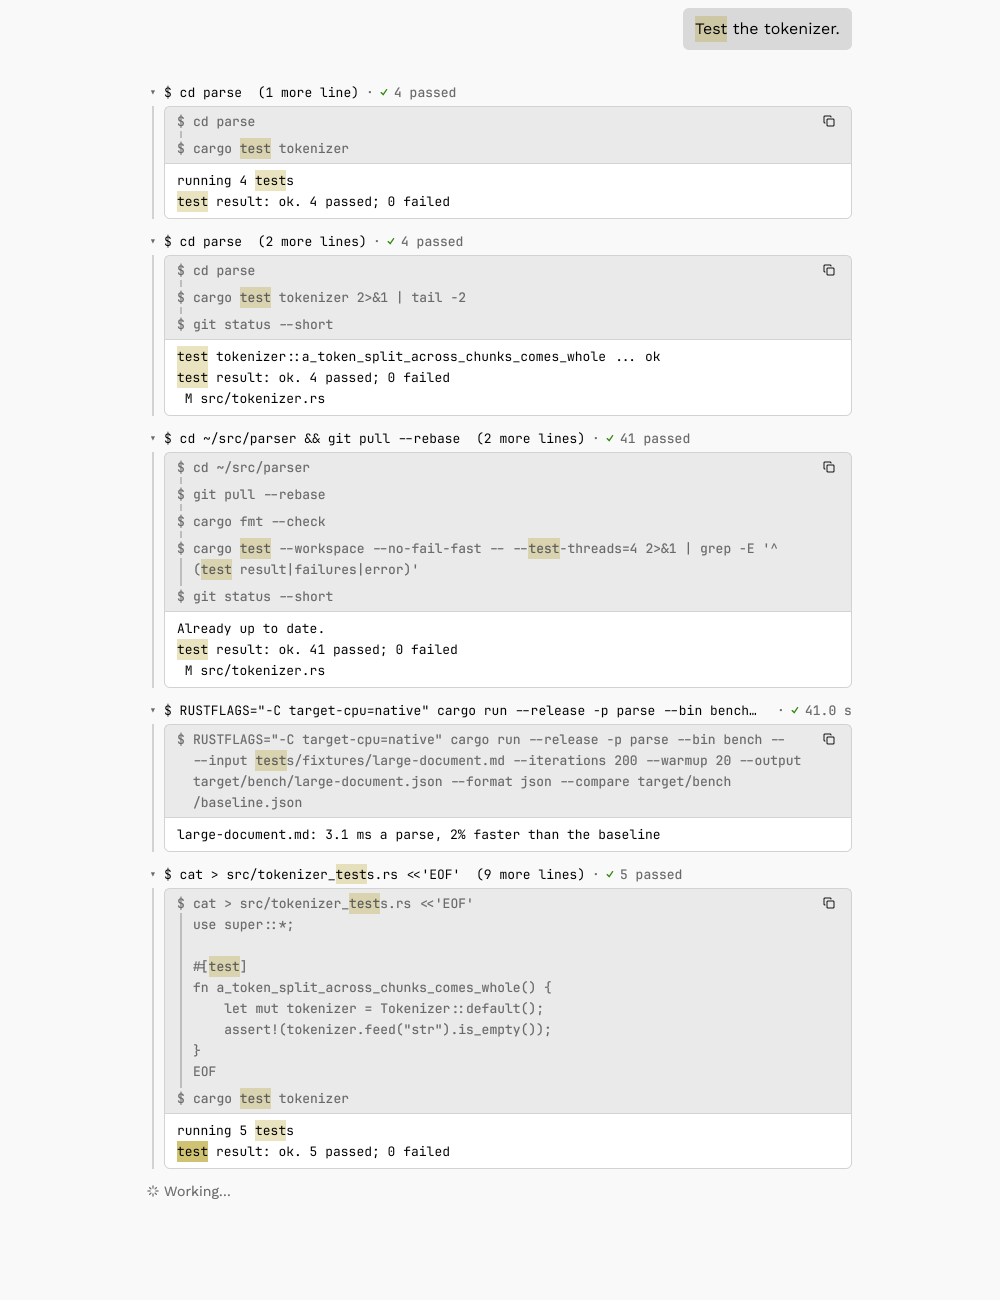 Test the tokenizer.
▾ $ cd parse  (1 more line) · ✓ 4 passed
$ cd parse
$ cargo test tokenizer
running 4 tests
test result: ok. 4 passed; 0 failed
▾ $ cd parse  (2 more lines) · ✓ 4 passed
$ cd parse
$ cargo test tokenizer 2>&1 | tail -2
$ git status --short
test tokenizer::a_token_split_across_chunks_comes_whole ... ok
test result: ok. 4 passed; 0 failed
 M src/tokenizer.rs
▾ $ cd ~/src/parser && git pull --rebase  (2 more lines) · ✓ 41 passed
$ cd ~/src/parser
$ git pull --rebase
$ cargo fmt --check
$ cargo test --workspace --no-fail-fast -- --test-threads=4 2>&1 | grep -E '^
(test result|failures|error)'
$ git status --short
Already up to date.
test result: ok. 41 passed; 0 failed
 M src/tokenizer.rs
▾ $ RUSTFLAGS="-C target-cpu=native" cargo run --release -p parse --bin bench… · ✓ 41.0 s
$ RUSTFLAGS="-C target-cpu=native" cargo run --release -p parse --bin bench --
--input tests/fixtures/large-document.md --iterations 200 --warmup 20 --output
target/bench/large-document.json --format json --compare target/bench
/baseline.json
large-document.md: 3.1 ms a parse, 2% faster than the baseline
▾ $ cat > src/tokenizer_tests.rs <<'EOF'  (9 more lines) · ✓ 5 passed
$ cat > src/tokenizer_tests.rs <<'EOF'
use super::*;

#[test]
fn a_token_split_across_chunks_comes_whole() {
    let mut tokenizer = Tokenizer::default();
    assert!(tokenizer.feed("str").is_empty());
}
EOF
$ cargo test tokenizer
running 5 tests
test result: ok. 5 passed; 0 failed
Working…